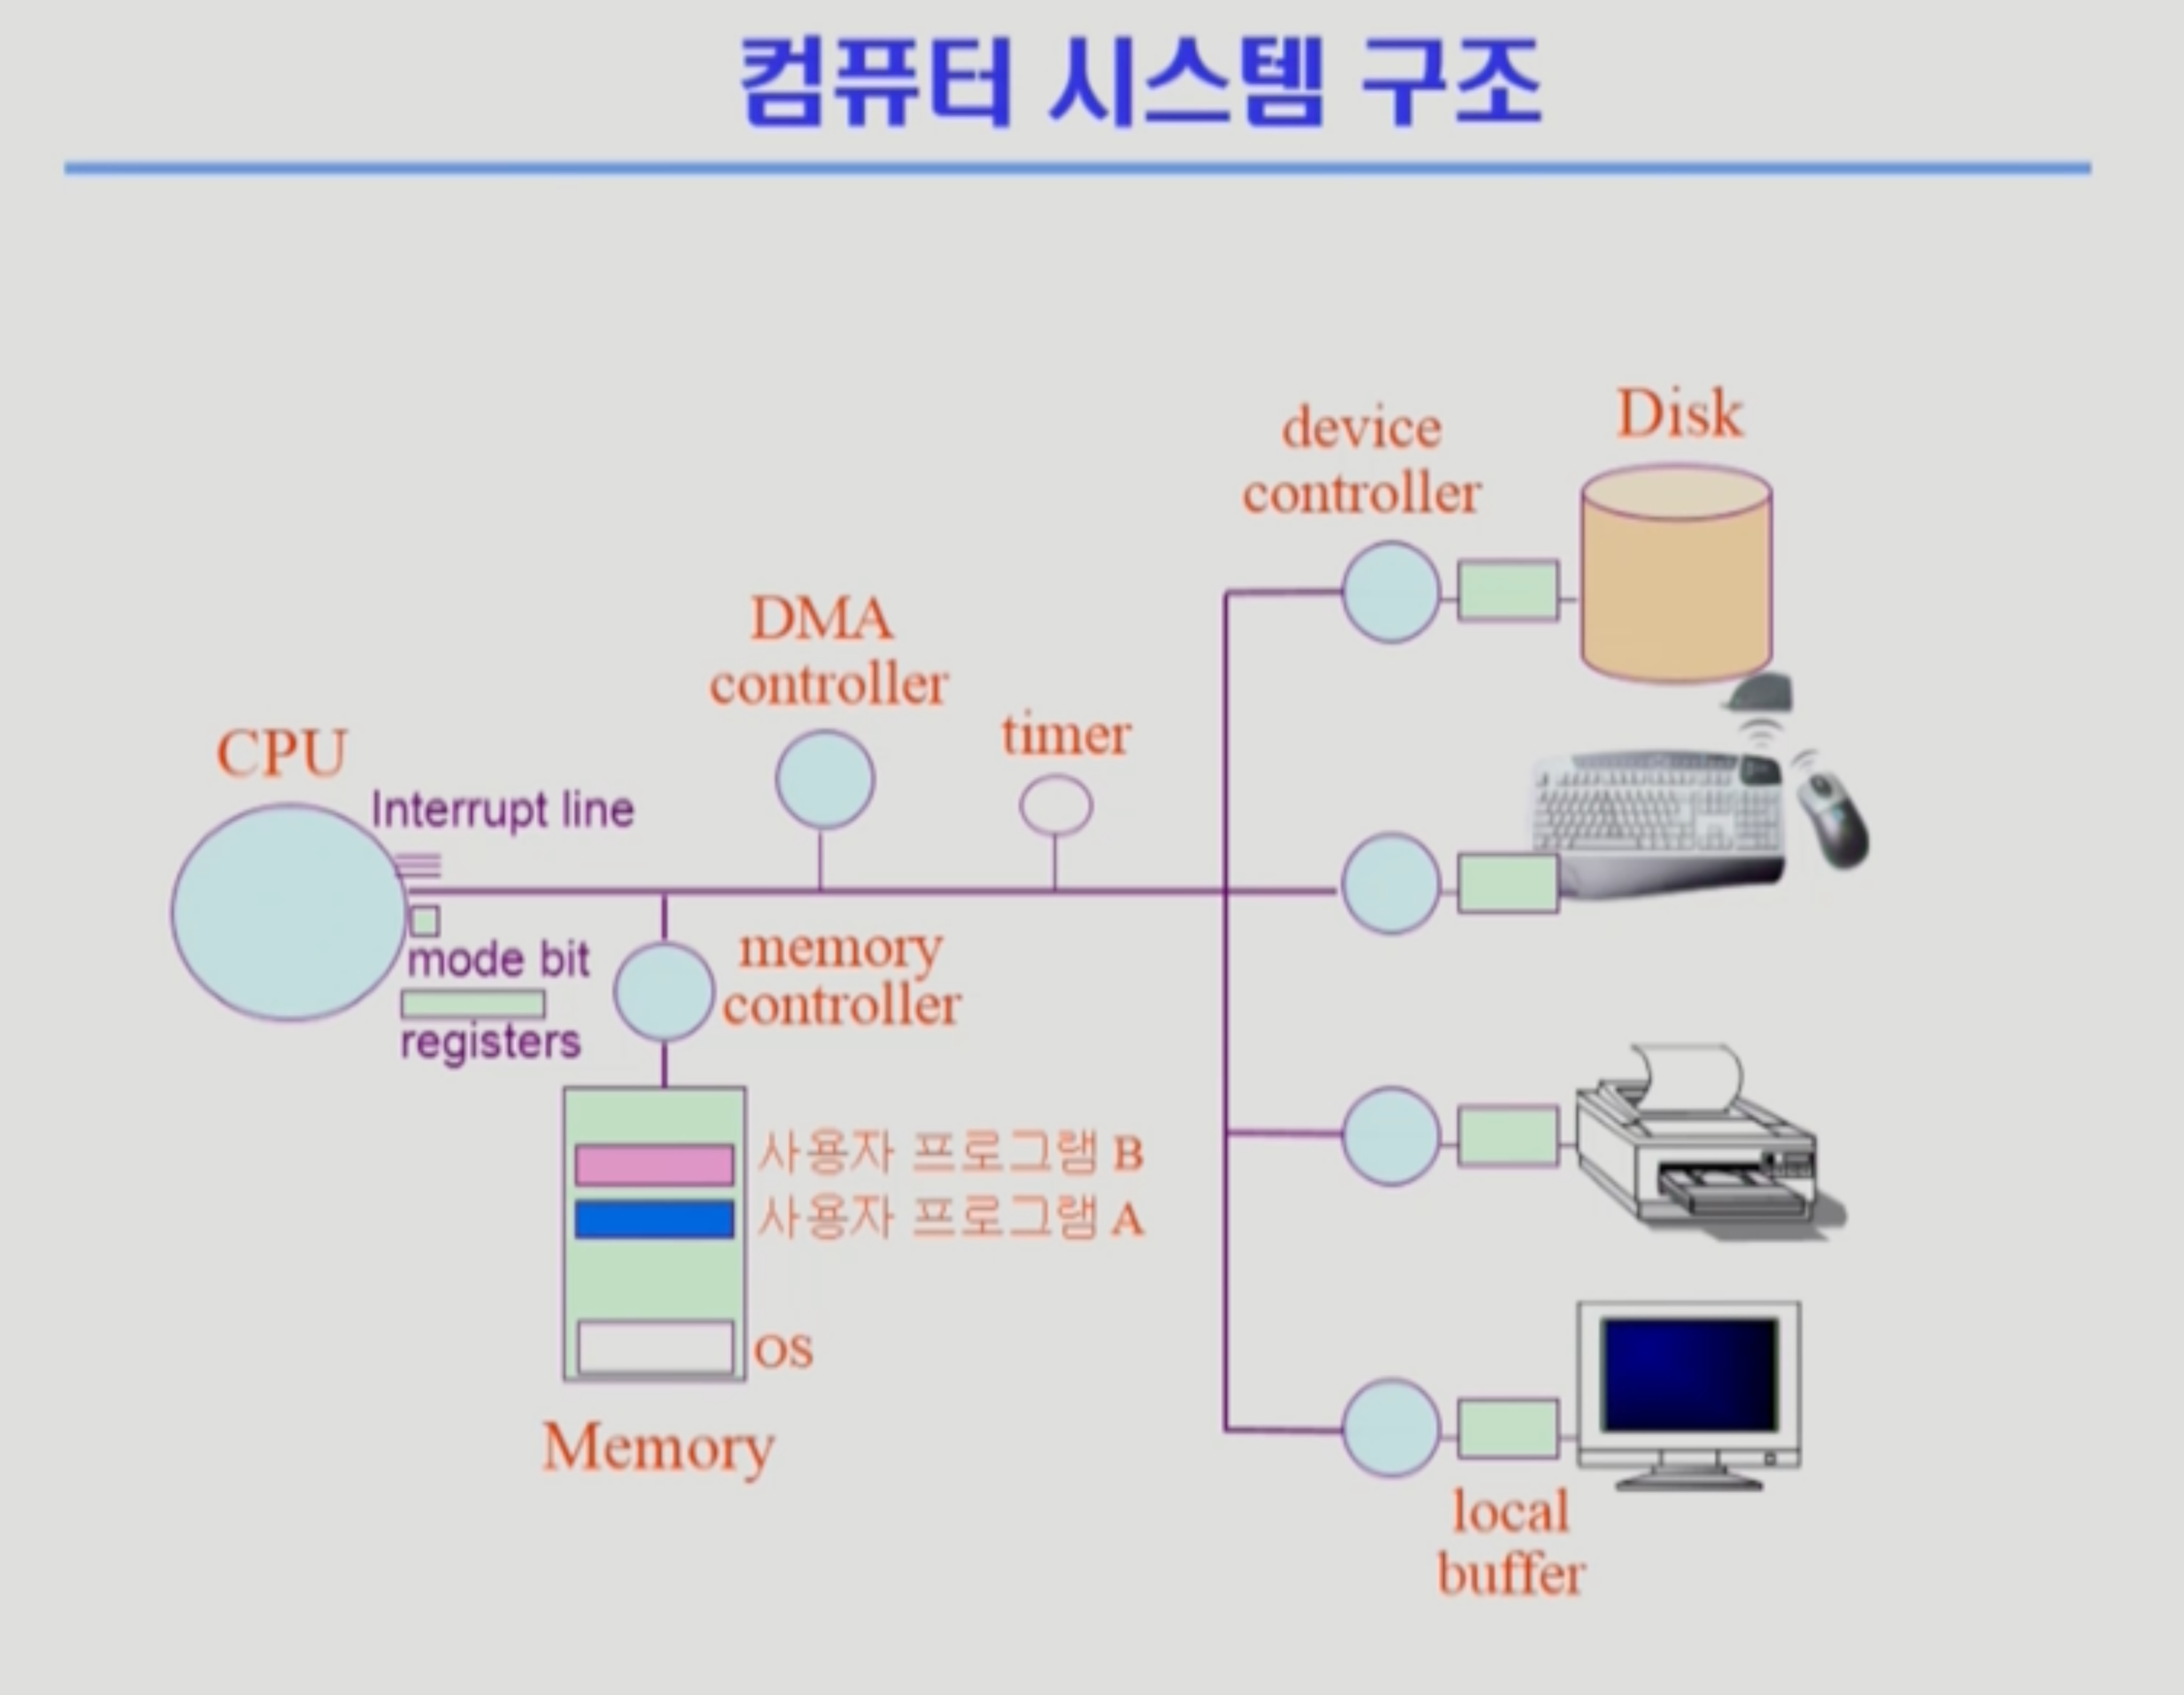 컴퓨터 시스템 구조
Disk
device
controller
DMA
controller
timer
CPU
Interrupt line
mode bit
registers
memory
controller
사용자 프로그램 B
사용자 프로그램 A
OS
Memory
local
buffer